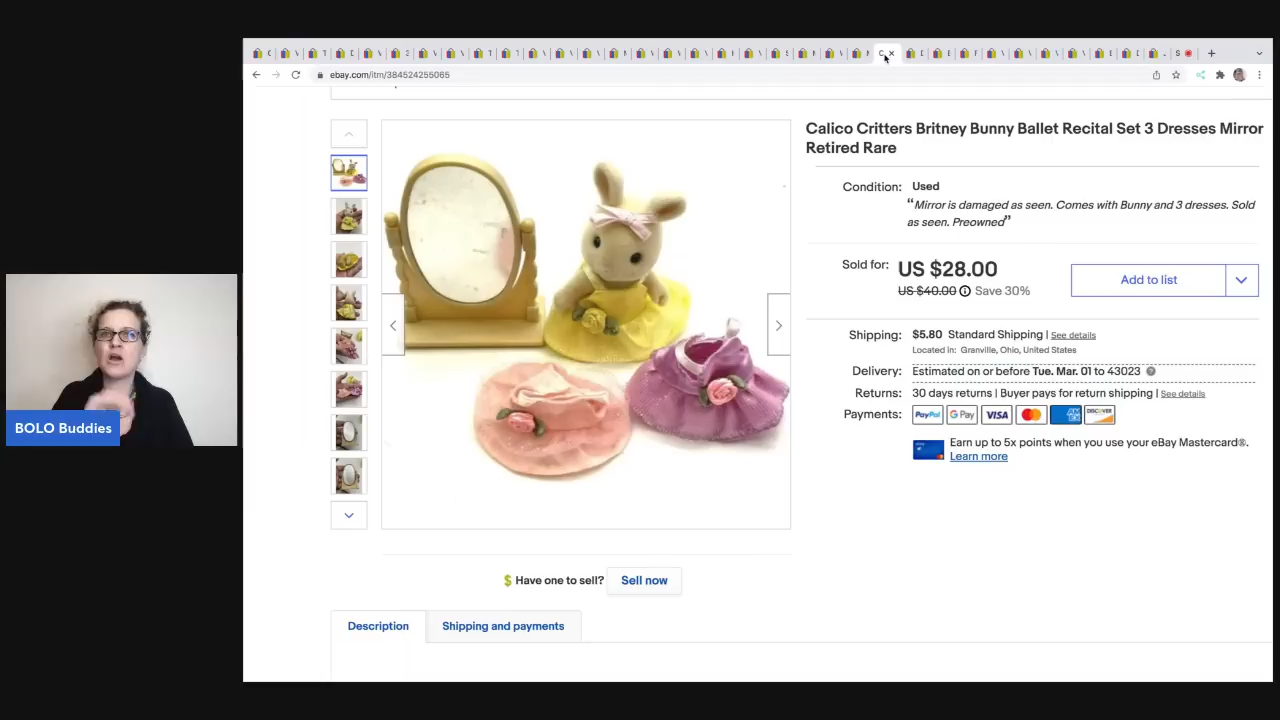 ebay.com/itm/384524255065
Calico Critters Britney Bunny Ballet Recital Set 3 Dresses Mirror
Retired Rare
Condition: Used
“Mirror is damaged as seen. Comes with Bunny and 3 dresses. Sold
as seen. Preowned”
Sold for: US $28.00
US $40.00 Save 30%
Add to list
Shipping: $5.80 Standard Shipping | See details
Located in: Granville, Ohio, United States
Delivery: Estimated on or before Tue. Mar. 01 to 43023
Returns: 30 days returns | Buyer pays for return shipping | See details
Payments: PayPal G Pay VISA DISCOVER
Earn up to 5x points when you use your eBay Mastercard®.
Learn more
BOLO Buddies
$ Have one to sell? Sell now
Description
Shipping and payments